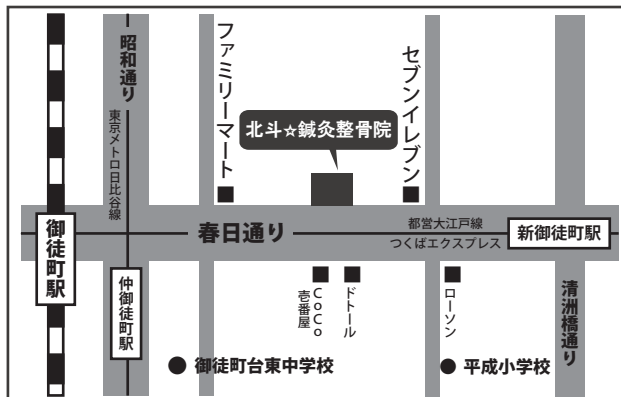 昭和通り
東京メトロ日比谷線
ファミリーマート
セブンイレブン
北斗☆鍼灸整骨院
御徒町駅
春日通り
都営大江戸線
つくばエクスプレス
新御徒町駅
仲御徒町駅
CoCo
壱番屋
ドトール
ローソン
清洲橋通り
御徒町台東中学校
平成小学校